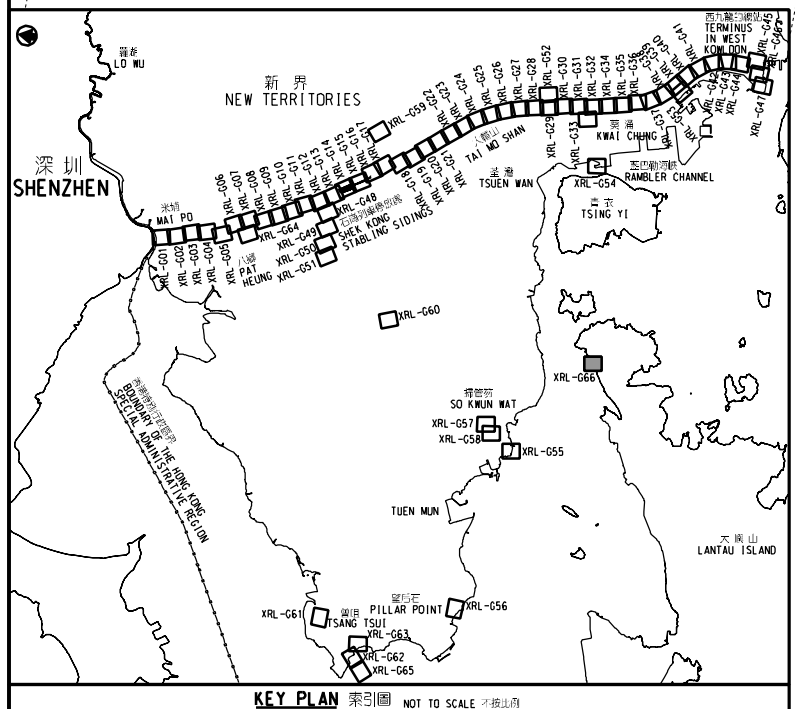 羅湖
LO WU
新界
NEW TERRITORIES
深圳
SHENZHEN
米埔
MAI PO
XRL-G01
XRL-G02
XRL-G03
XRL-G04
XRL-G05
XRL-G06
XRL-G07
XRL-G08
XRL-G09
XRL-G10
XRL-G11
XRL-G12
XRL-G13
XRL-G14
XRL-G15
XRL-G16
XRL-G17
XRL-G59
XRL-G18
XRL-G19
XRL-G20
XRL-G21
XRL-G22
XRL-G23
XRL-G24
XRL-G25
XRL-G26
XRL-G27
XRL-G28
XRL-G52
XRL-G29
XRL-G30
XRL-G31
XRL-G32
XRL-G33
XRL-G34
XRL-G35
XRL-G36
XRL-G37
XRL-G39
XRL-G40
XRL-G41
XRL-G42
XRL-G43
XRL-G44
XRL-G45
XRL-G46
XRL-G47
TERMINUS
IN WEST
KOWLOON
大帽山
TAI MO SHAN
葵涌
KWAI CHUNG
荃灣
TSUEN WAN
藍巴勒海峽
RAMBLER CHANNEL
XRL-G54
青衣
TSING YI
XRL-G64
八鄉
PAT
HEUNG
XRL-G48
XRL-G49
XRL-G50
XRL-G51
石崗列車停放處
SHEK KONG
STABLING SIDINGS
XRL-G60
XRL-G66
掃管笏
SO KWUN WAT
XRL-G57
XRL-G58
XRL-G55
香港特別行政區界
BOUNDARY OF THE HONG KONG
SPECIAL ADMINISTRATIVE REGION
TUEN MUN
大嶼山
LANTAU ISLAND
望后石
PILLAR POINT
XRL-G56
XRL-G61
曾咀
TSANG TSUI
XRL-G63
XRL-G62
XRL-G65
KEY PLAN 索引圖 NOT TO SCALE 不按比例